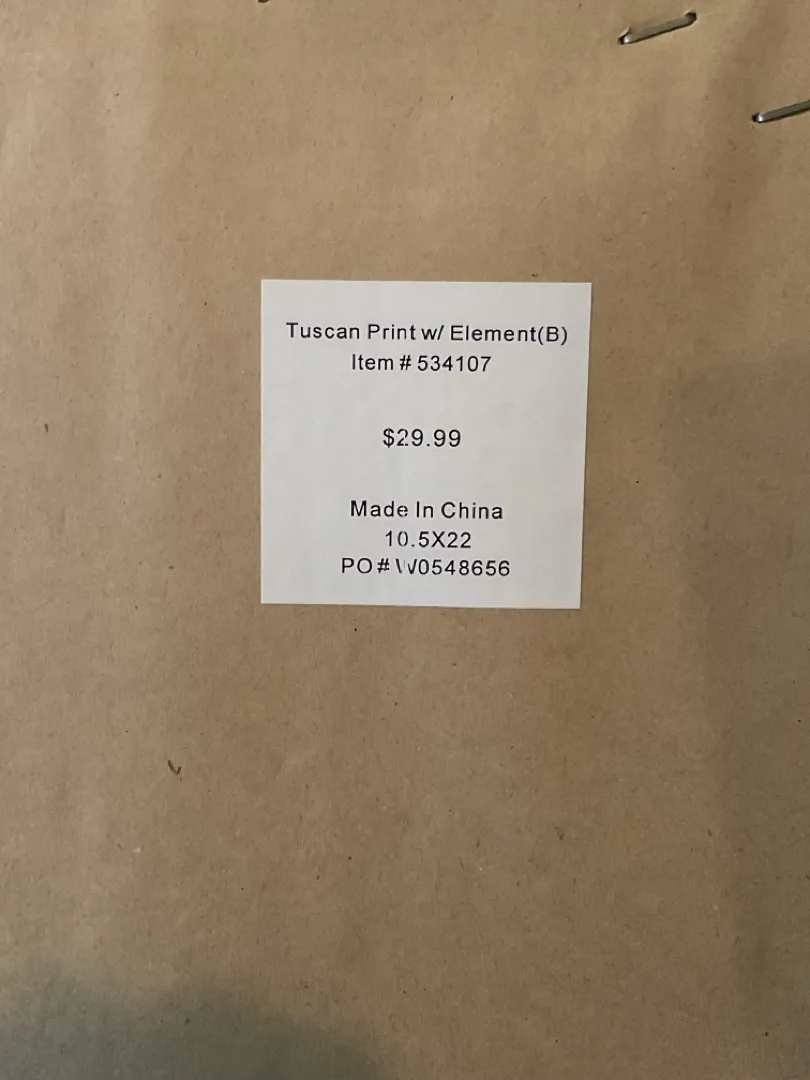 Tuscan Print w/ Element(B)
Item # 534107
$29.99
Made In China
10.5X22
PO# W0548656